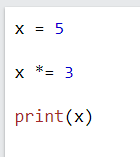 x = 5
x *= 3
print(x)